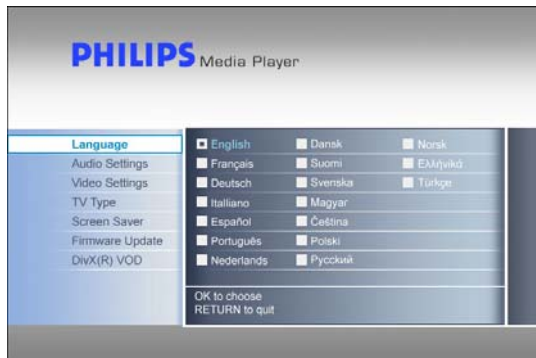 PHILIPS Media Player
Language
Audio Settings
Video Settings
TV Type
Screen Saver
Firmware Update
DivX(R) VOD
English
Français
Deutsch
Italliano
Español
Português
Nederlands
Dansk
Suomi
Svenska
Magyar
Čeština
Polski
Русский
Norsk
Ελληνικά
Türkçe
OK to choose
RETURN to quit